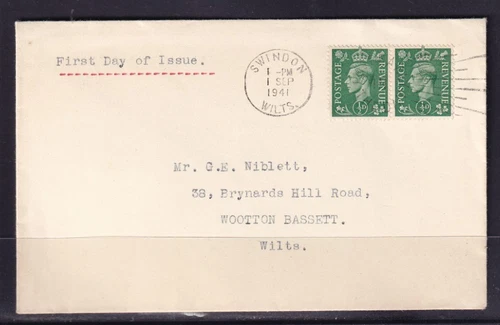 First Day of Issue.
SWINDON
1 -PM
1 SEP
1941
WILTS.
POSTAGE REVENUE
½D
POSTAGE REVENUE
½D
Mr. G.E. Niblett,
38, Brynards Hill Road,
WOOTTON BASSETT.
Wilts.